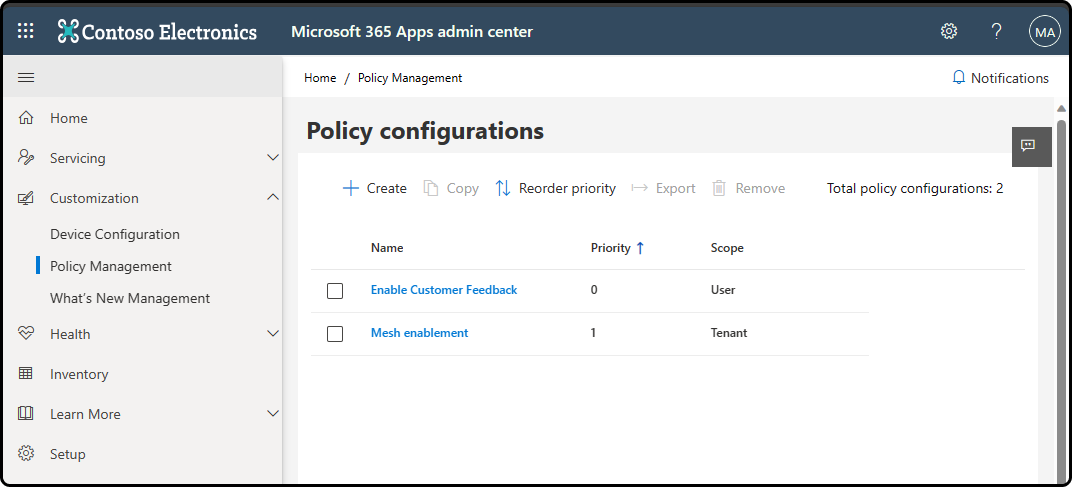 Contoso Electronics Microsoft 365 Apps admin center ? MA
Home / Policy Management Notifications
Home
Servicing
Customization
Device Configuration
Policy Management
What's New Management
Health
Inventory
Learn More
Setup
Policy configurations
Create Copy Reorder priority Export Remove Total policy configurations: 2
Name Priority ↑ Scope
Enable Customer Feedback 0 User
Mesh enablement 1 Tenant